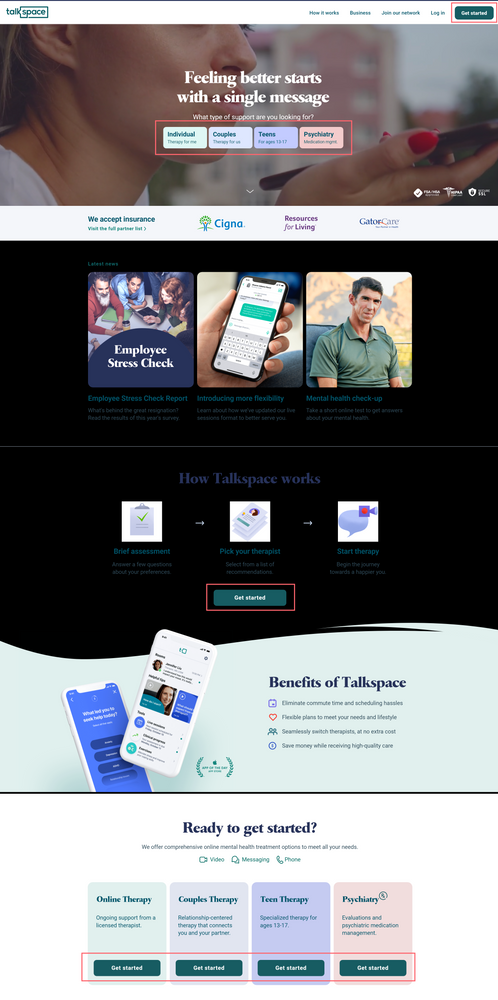 talkspace
How it works
Business
Join our network
Log in
Get started
Feeling better starts
with a single message
What type of support are you looking for?
Individual
Therapy for me
Couples
Therapy for us
Teens
For ages 13-17
Psychiatry
Medication mgmt
We accept insurance
Visit the full partner list
Cigna
Resources
for Living
GatorCare
Latest news
Employee
Stress Check
Employee Stress Check Report
What's behind the great resignation?
Read the results of this year's survey.
Introducing more flexibility
Learn about how we've updated our live
sessions format to better serve you.
Mental health check-up
Take a short online test to get answers
about your mental health.
How Talkspace works
Brief assessment
Answer a few questions
about your preferences.
Pick your therapist
Select from a list of
recommendations.
Start therapy
Begin the journey
towards a happier you.
Get started
What led you to
seek help today?
Benefits of Talkspace
Eliminate commute time and scheduling hassles
Flexible plans to meet your needs and lifestyle
Seamlessly switch therapists, at no extra cost
Save money while receiving high-quality care
APP OF THE DAY
Ready to get started?
We offer comprehensive online mental health treatment options to meet all your needs.
Video
Messaging
Phone
Online Therapy
Ongoing support from a
licensed therapist.
Get started
Couples Therapy
Relationship-centered
therapy that connects
you and your partner.
Get started
Teen Therapy
Specialized therapy for
ages 13-17.
Get started
Psychiatry
Evaluations and
psychiatric medication
management.
Get started